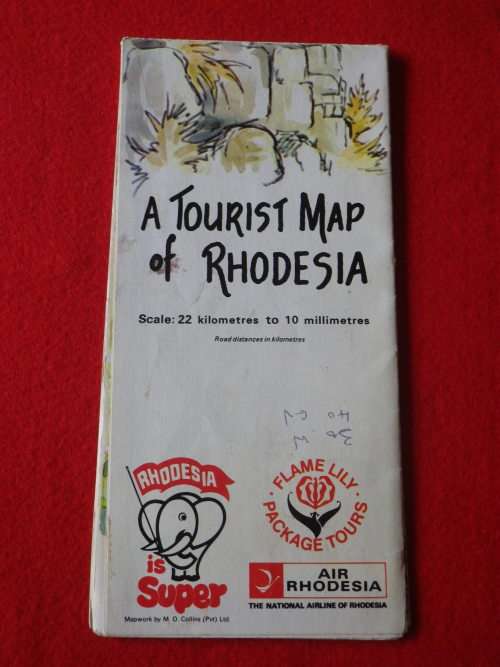 A TOURIST MAP
of RHODESIA
Scale: 22 kilometres to 10 millimetres
Road distances in kilometres
RHODESIA
is
Super
FLAME LILY
PACKAGE TOURS
AIR
RHODESIA
THE NATIONAL AIRLINE OF RHODESIA
Mapwork by M. O. Collins (Pvt) Ltd.